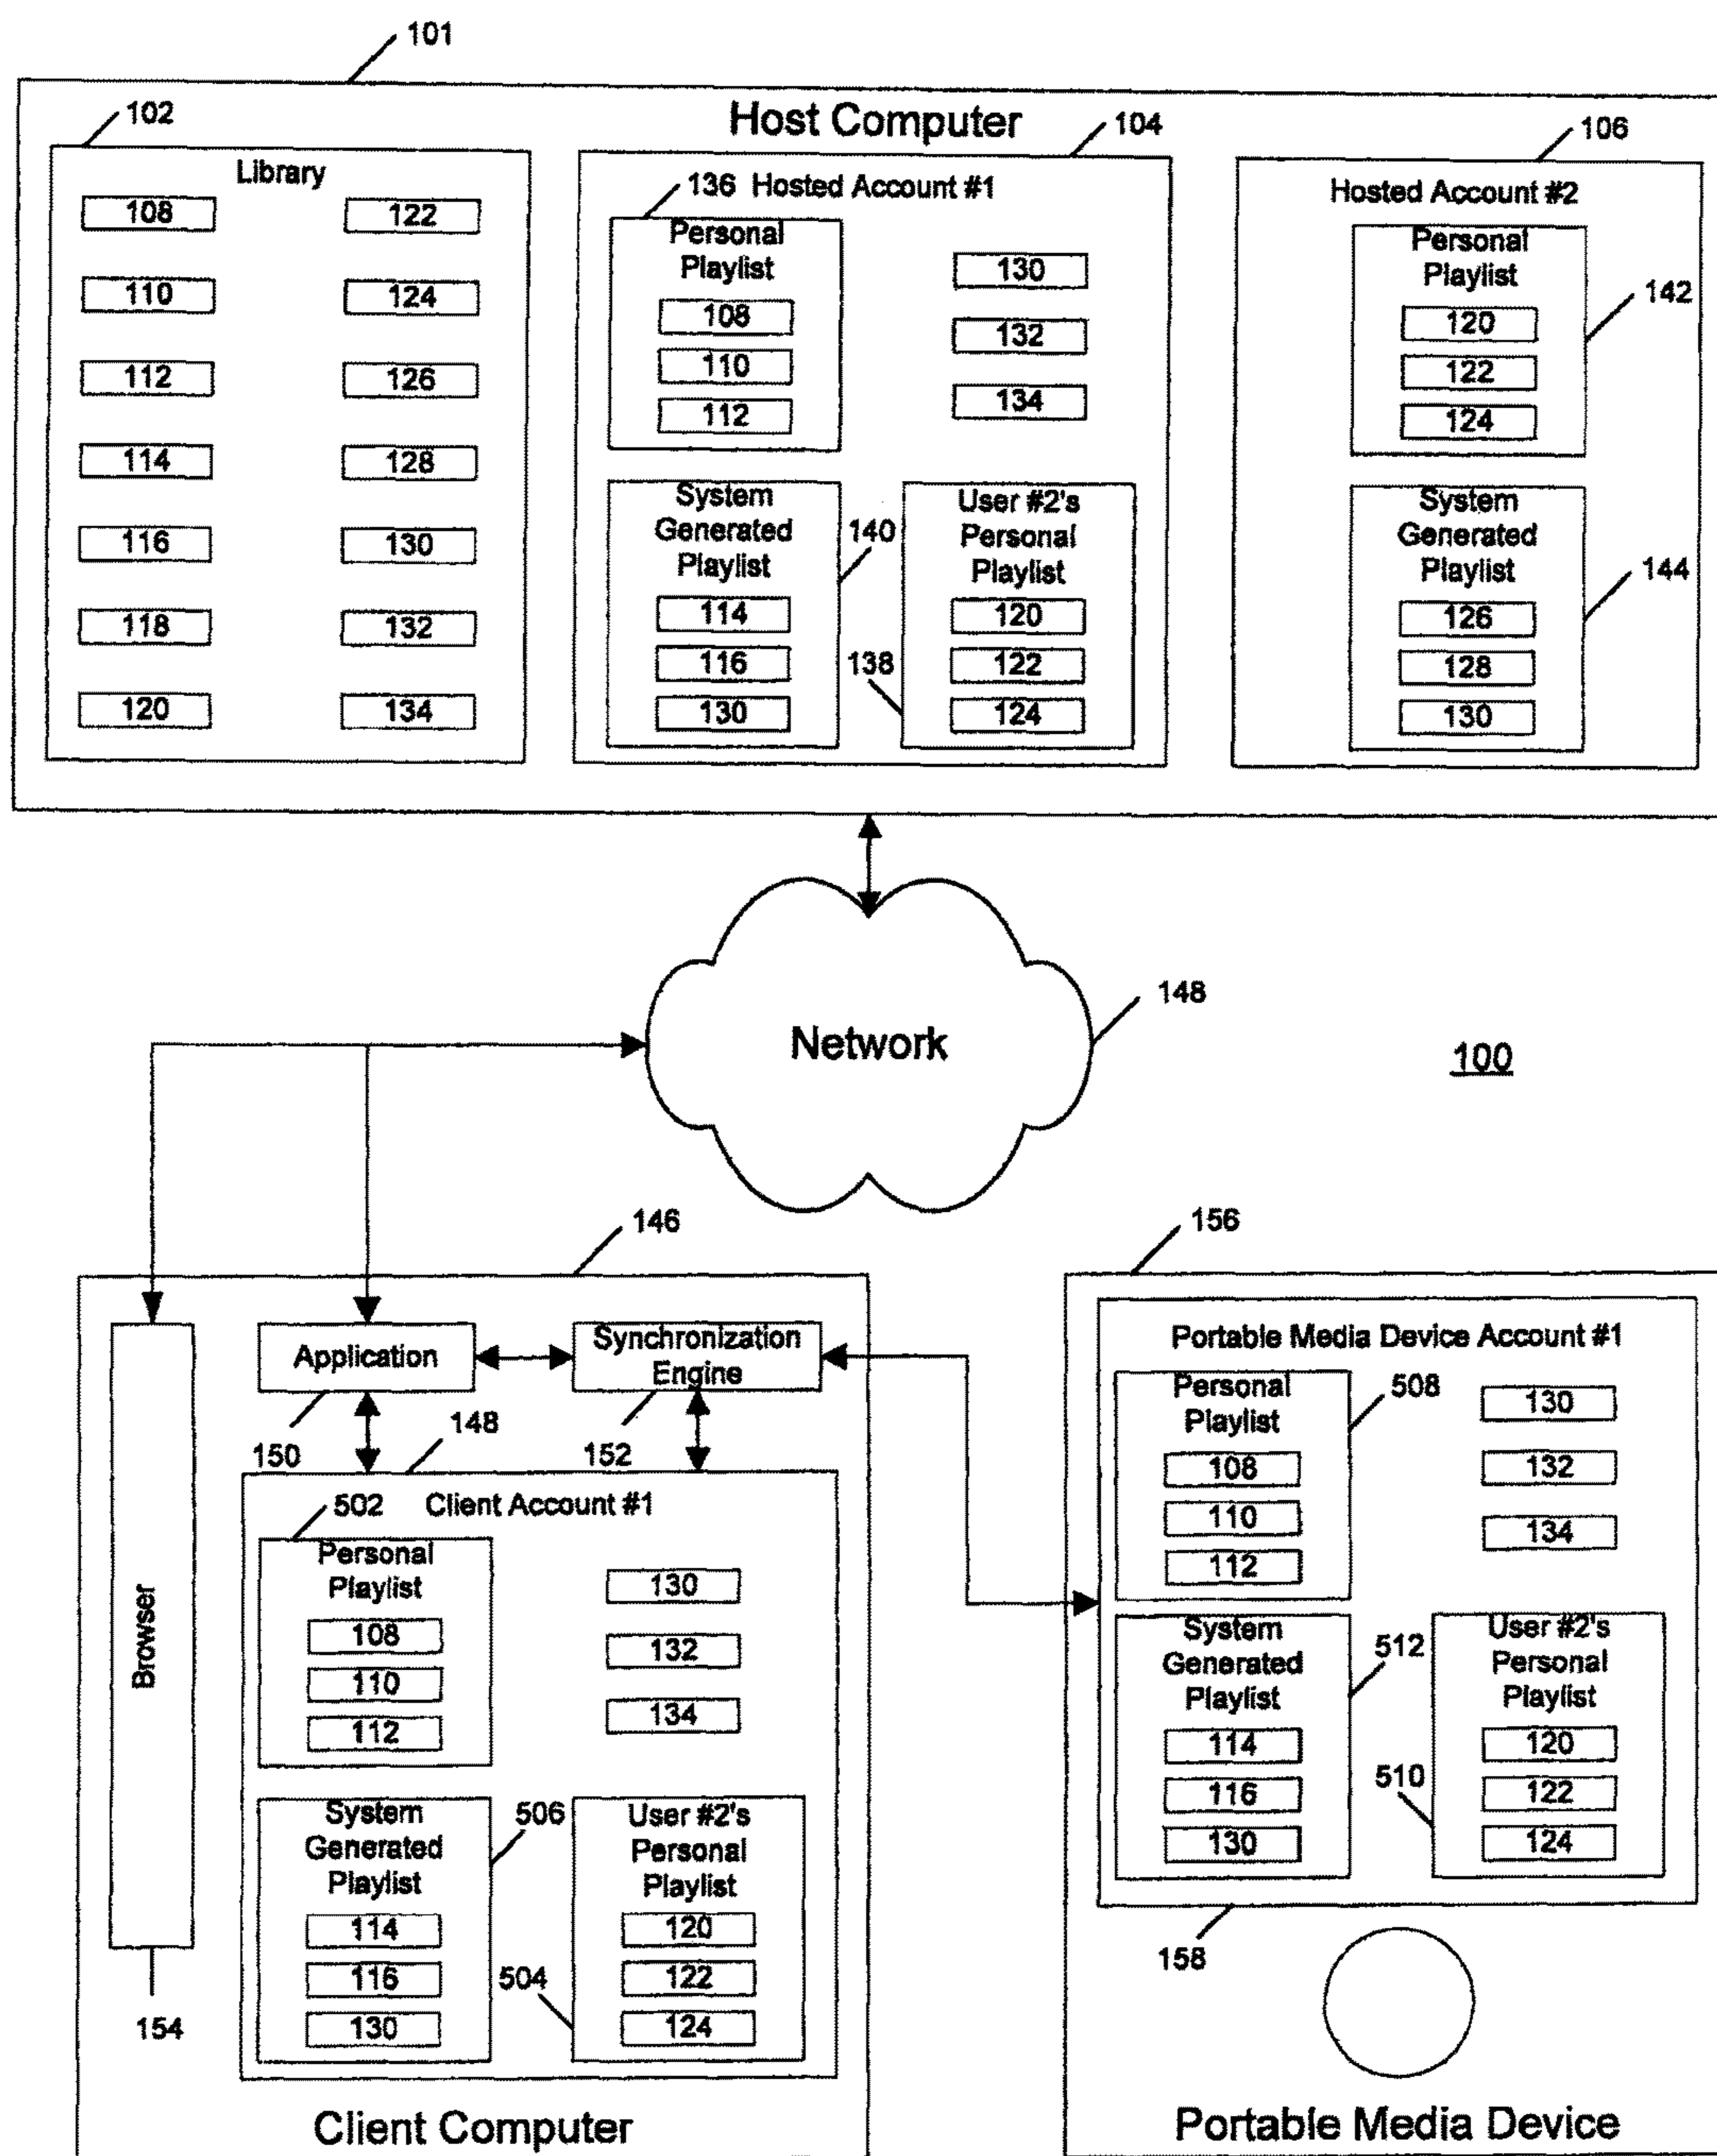 101
Host Computer
102
Library
108
122
110
124
112
126
114
128
116
130
118
132
120
134
104
136 Hosted Account #1
Personal
Playlist
108
110
112
130
132
134
System
Generated
Playlist
114
116
130
140
User #2's
Personal
Playlist
120
122
124
138
106
Hosted Account #2
Personal
Playlist
120
122
124
142
System
Generated
Playlist
126
128
130
144
Network
148
100
146
Browser
154
Application
150
Synchronization
Engine
152
148
Client Account #1
502
Personal
Playlist
108
110
112
130
132
134
System
Generated
Playlist
114
116
130
506
User #2's
Personal
Playlist
120
122
124
504
Client Computer
156
Portable Media Device Account #1
Personal
Playlist
108
110
112
508
130
132
134
System
Generated
Playlist
114
116
130
512
User #2's
Personal
Playlist
120
122
124
510
158
Portable Media Device